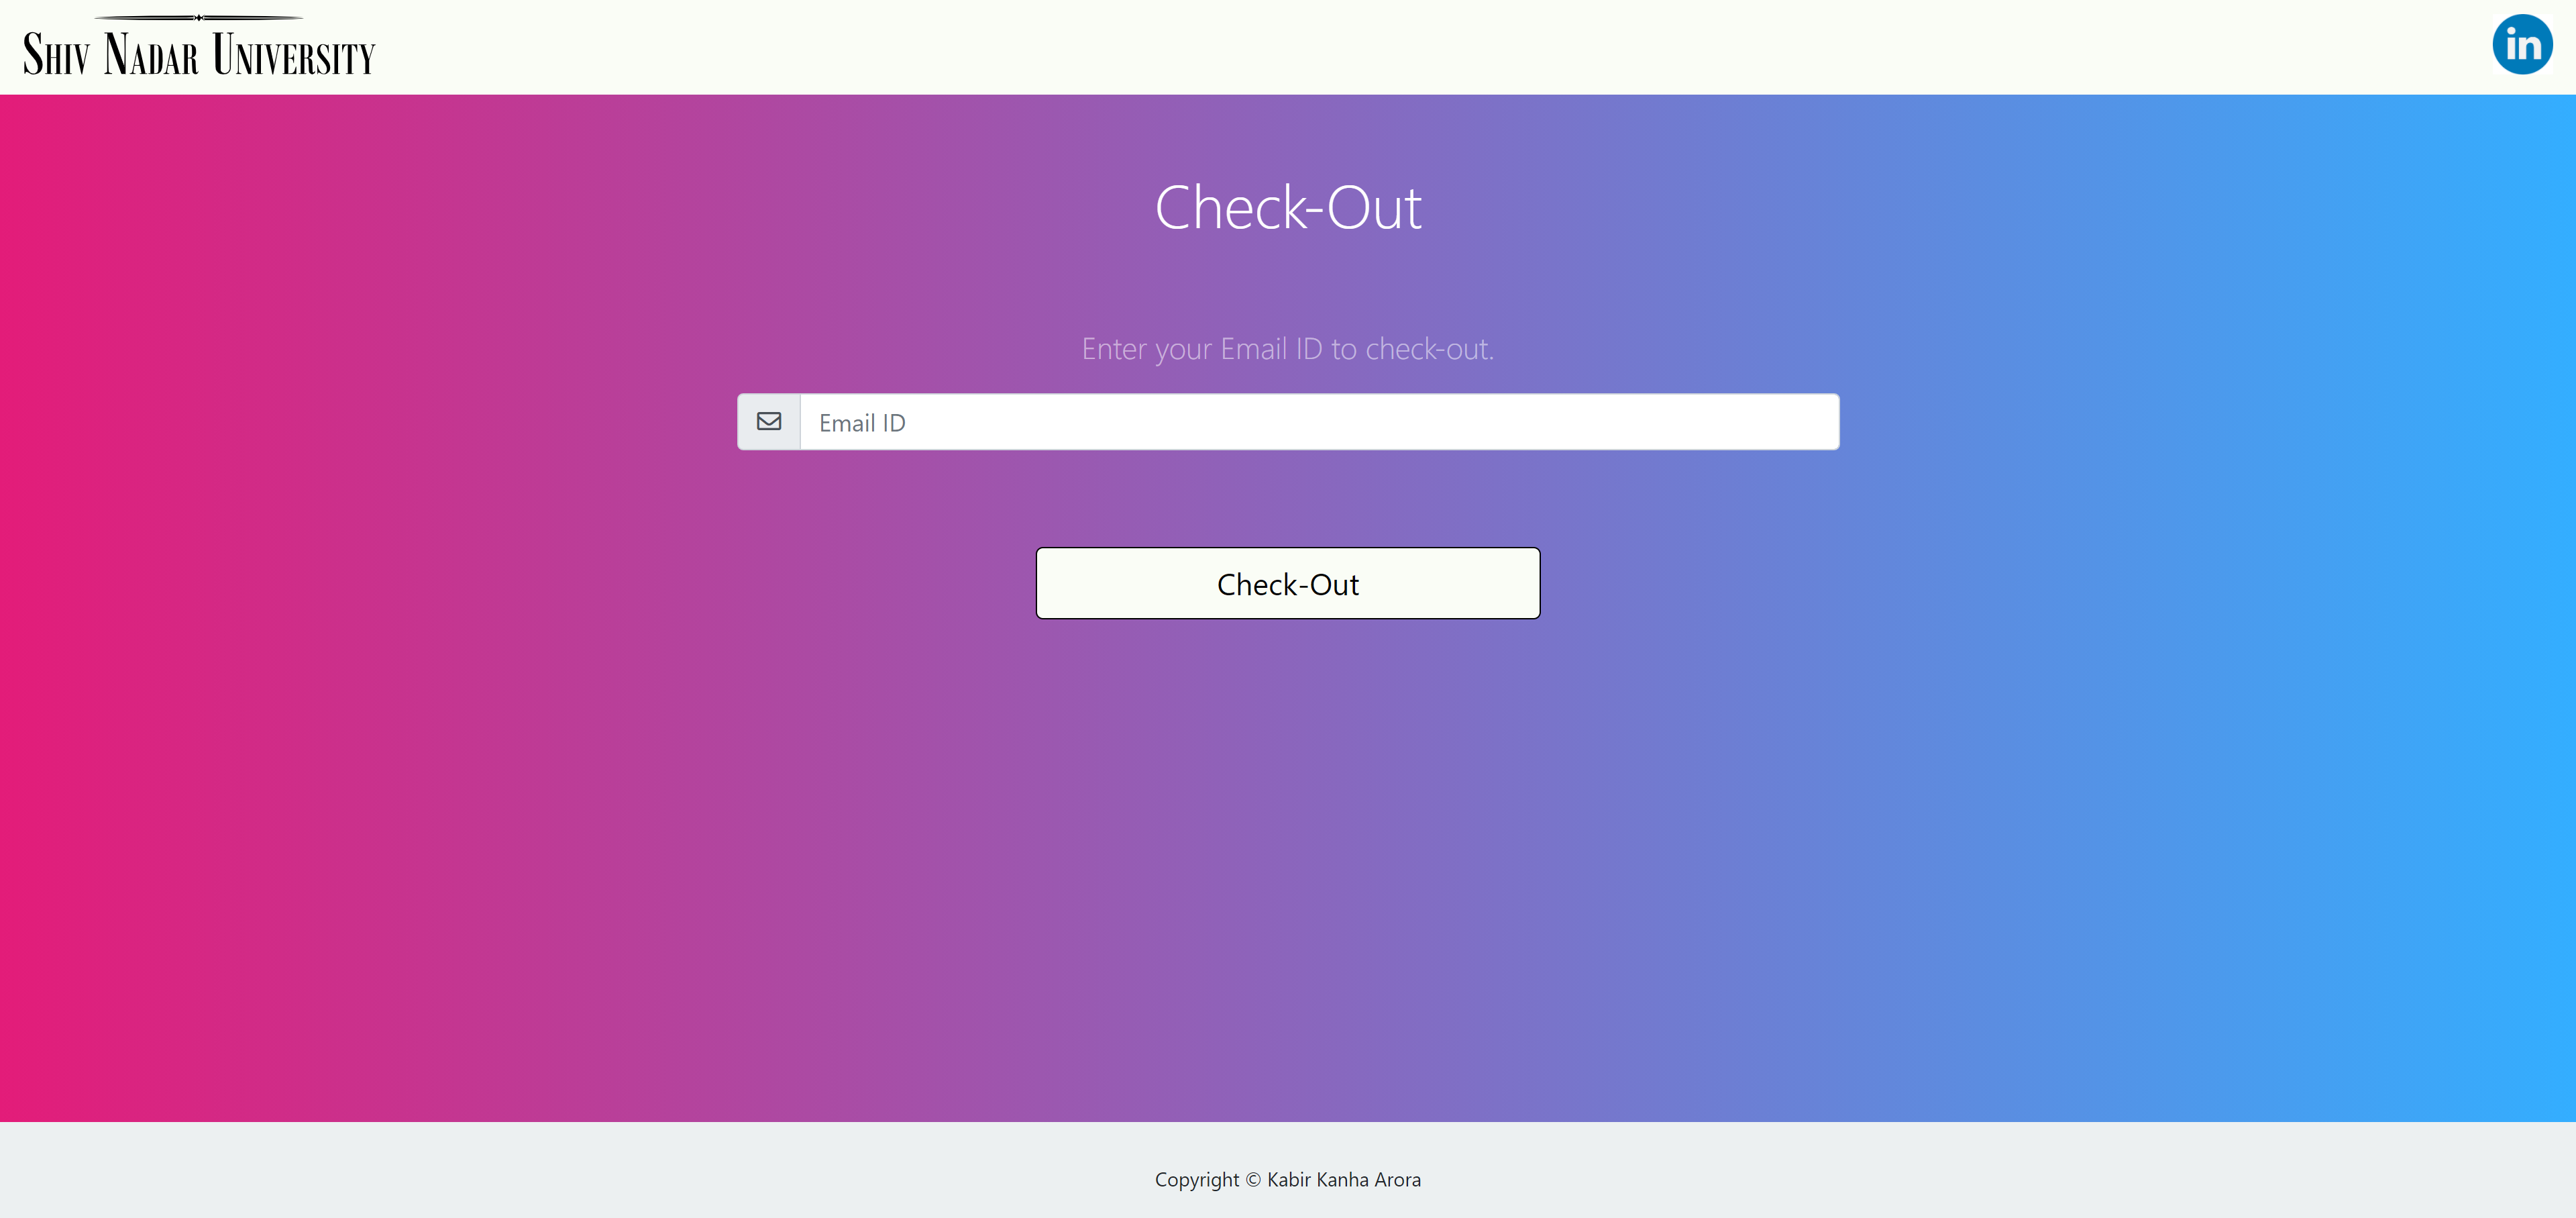 Shiv Nadar University
in
Check-Out
Enter your Email ID to check-out.
Email ID
Check-Out
Copyright © Kabir Kanha Arora